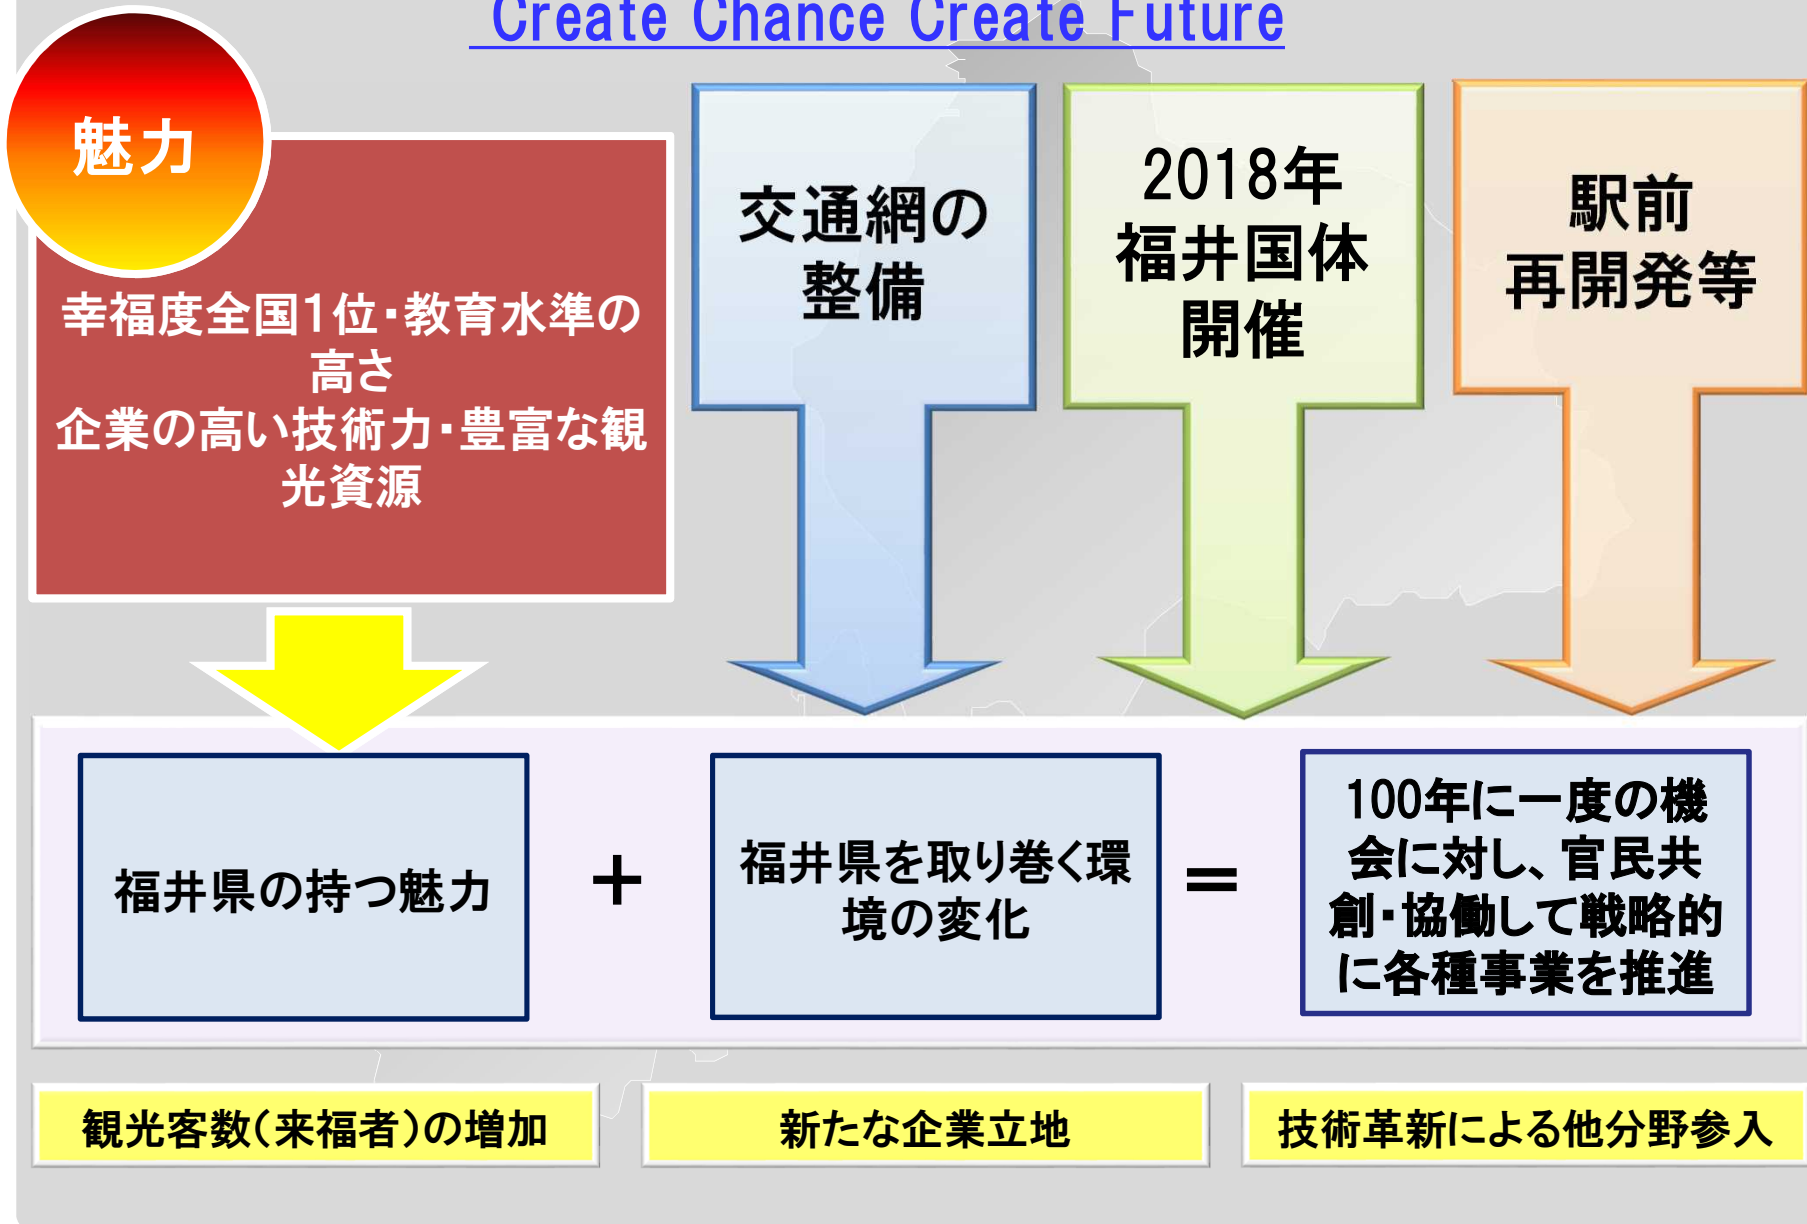 Create Chance Create Future
魅力
幸福度全国1位・教育水準の
高さ
企業の高い技術力・豊富な観
光資源
交通網の
整備
2018年
福井国体
開催
駅前
再開発等
福井県の持つ魅力
+
福井県を取り巻く環
境の変化
=
100年に一度の機
会に対し、官民共
創・協働して戦略的
に各種事業を推進
観光客数(来福者)の増加
新たな企業立地
技術革新による他分野参入